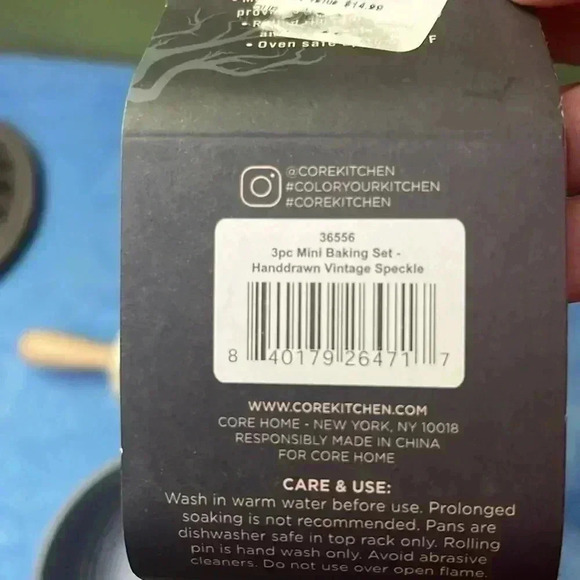 $14.99
• Oven safe F
@COREKITCHEN
#COLORYOURKITCHEN
#COREKITCHEN
36556
3pc Mini Baking Set -
Handdrawn Vintage Speckle
8 40179 26471 7
WWW.COREKITCHEN.COM
CORE HOME - NEW YORK, NY 10018
RESPONSIBLY MADE IN CHINA
FOR CORE HOME
CARE & USE:
Wash in warm water before use. Prolonged
soaking is not recommended. Pans are
dishwasher safe in top rack only. Rolling
pin is hand wash only. Avoid abrasive
cleaners. Do not use over open flame.